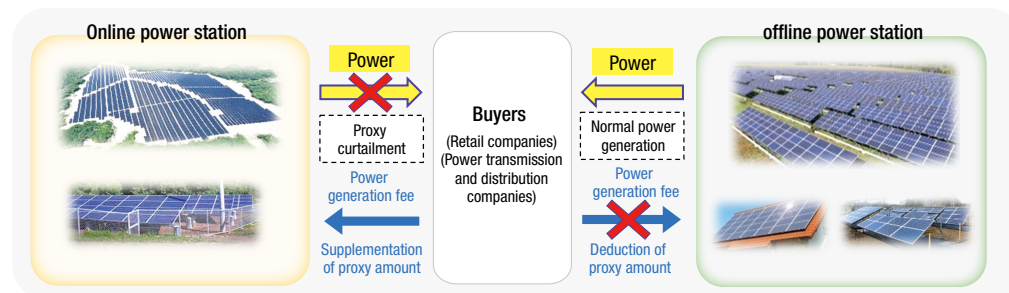 Online power station
Power
Proxy
curtailment
Power
generation fee
Supplementation
of proxy amount
Buyers
(Retail companies)
(Power transmission
and distribution
companies)
Power
Normal power
generation
Power
generation fee
Deduction of
proxy amount
offline power station